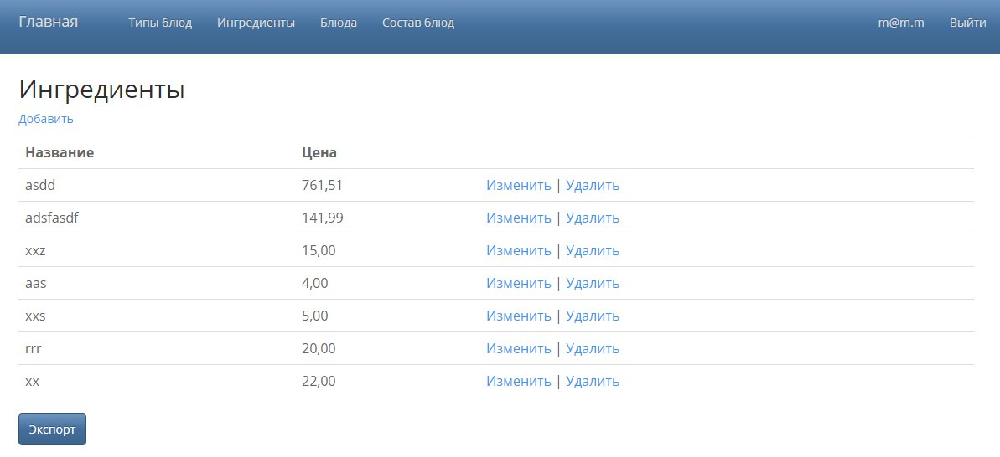 Главная Типы блюд Ингредиенты Блюда Состав блюд m@m.m Выйти
Ингредиенты
Добавить
Название Цена
asdd 761,51 Изменить | Удалить
adsfasdf 141,99 Изменить | Удалить
xxz 15,00 Изменить | Удалить
aas 4,00 Изменить | Удалить
xxs 5,00 Изменить | Удалить
rrr 20,00 Изменить | Удалить
xx 22,00 Изменить | Удалить
Экспорт